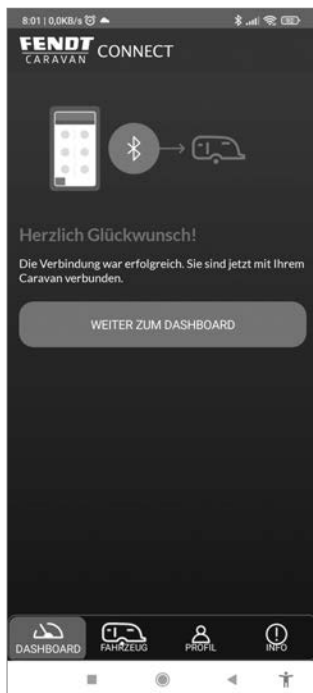 8:01 | 0,0KB/s
FENDT CONNECT
CARAVAN
Herzlich Glückwunsch!
Die Verbindung war erfolgreich. Sie sind jetzt mit Ihrem
Caravan verbunden.
WEITER ZUM DASHBOARD
DASHBOARD FAHRZEUG PROFIL INFO